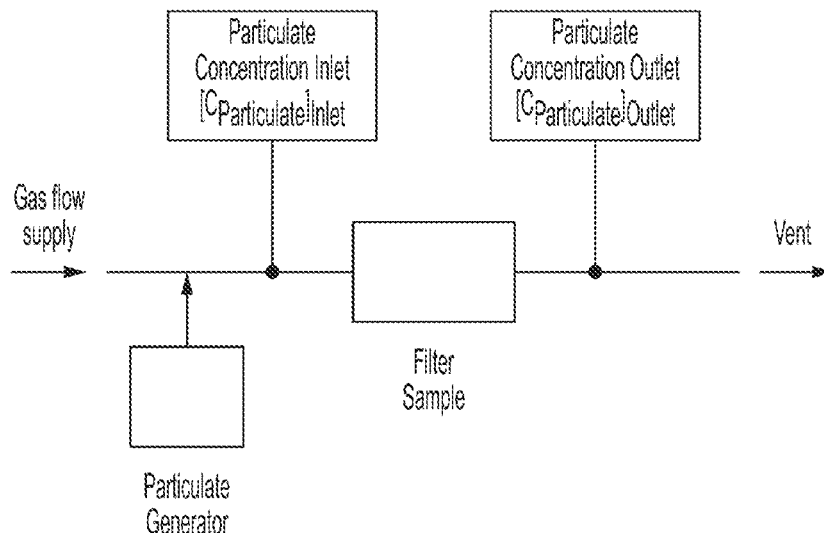 Particulate
Concentration Inlet
[CParticulate]Inlet
Particulate
Concentration Outlet
[CParticulate]Outlet
Gas flow
supply
Vent
Filter
Sample
Particulate
Generator